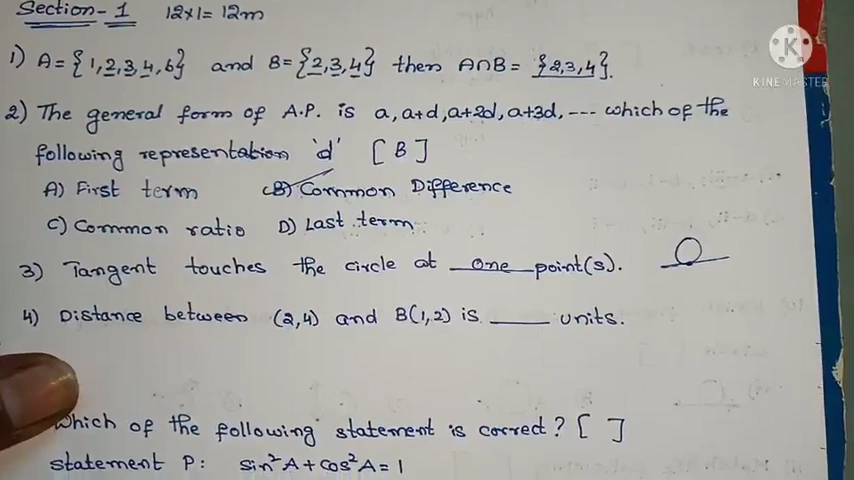 Section-1 12x1=12m
1) A={1,2,3,4,6} and B={2,3,4} then A∩B= {2,3,4}.
2) The general form of A.P. is a, a+d, a+2d, a+3d, --- which of the
following representation 'd' [ B ]
A) First term B) Common Difference
C) Common ratio D) Last term
3) Tangent touches the circle at one point(s).
4) Distance between (2,4) and B(1,2) is ____ units.
Which of the following statement is correct? [ ]
statement P: sin²A+cos²A=1
K
KINEMASTER